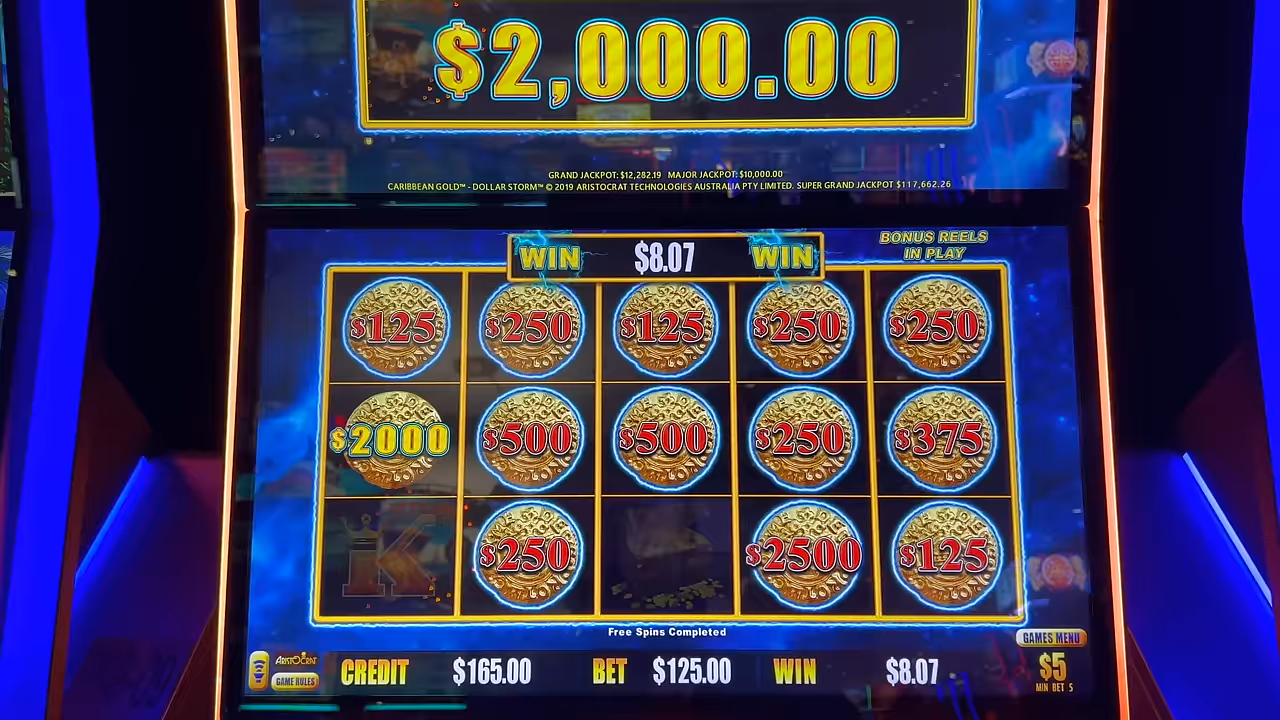 $2,000.00
GRAND JACKPOT: $12,282.19 MAJOR JACKPOT: $10,000.00
CARIBBEAN GOLD™ - DOLLAR STORM™ © 2019 ARISTOCRAT TECHNOLOGIES AUSTRALIA PTY LIMITED. SUPER GRAND JACKPOT $117,662.26
WIN $8.07 WIN
BONUS REELS
IN PLAY
$125 $250 $125 $250 $250
$2000 $500 $500 $250 $375
K $250 $2500 $125
Free Spins Completed
GAMES MENU
ARISTOCRAT
GAME RULES
CREDIT $165.00 BET $125.00 WIN $8.07
$5
MIN BET 5